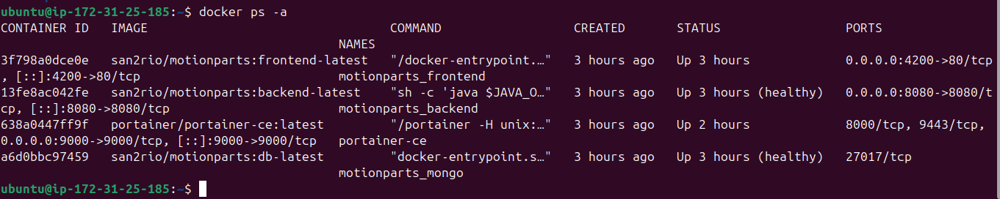 ubuntu@ip-172-31-25-185:~$ docker ps -a
CONTAINER ID   IMAGE                                 COMMAND                  CREATED       STATUS                 PORTS
                                              NAMES
3f798a0dce0e   san2rio/motionparts:frontend-latest   "/docker-entrypoint.…"   3 hours ago   Up 3 hours             0.0.0.0:4200->80/tcp
, [::]:4200->80/tcp                           motionparts_frontend
13fe8ac042fe   san2rio/motionparts:backend-latest    "sh -c 'java $JAVA_O…"   3 hours ago   Up 3 hours (healthy)   0.0.0.0:8080->8080/t
cp, [::]:8080->8080/tcp                       motionparts_backend
638a0447ff9f   portainer/portainer-ce:latest         "/portainer -H unix:…"   3 hours ago   Up 2 hours             8000/tcp, 9443/tcp,
0.0.0.0:9000->9000/tcp, [::]:9000->9000/tcp   portainer-ce
a6d0bbc97459   san2rio/motionparts:db-latest         "docker-entrypoint.s…"   3 hours ago   Up 3 hours (healthy)   27017/tcp
                                              motionparts_mongo
ubuntu@ip-172-31-25-185:~$